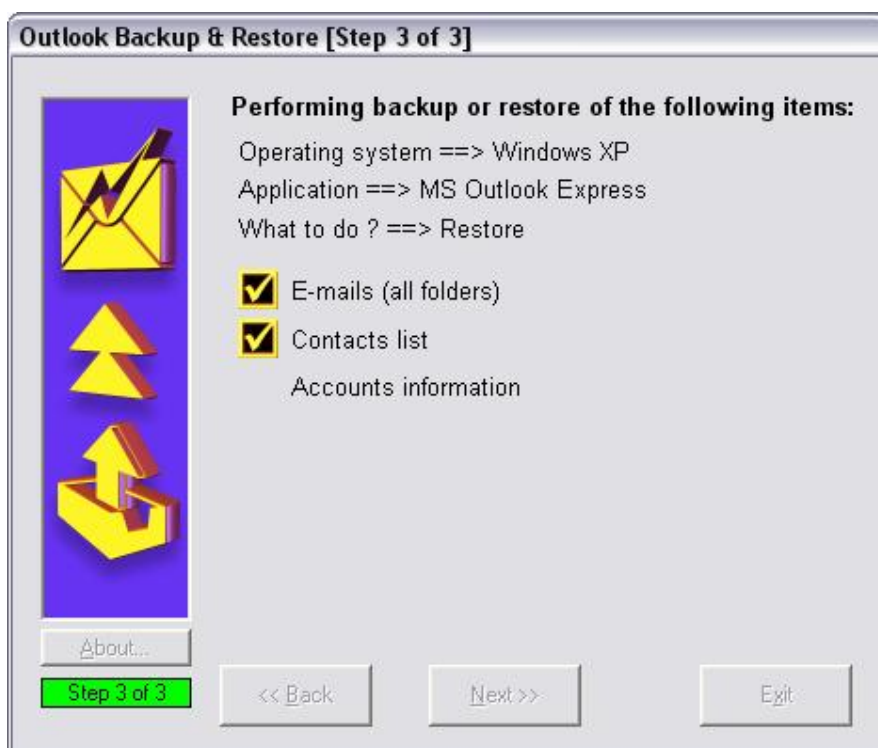 Outlook Backup & Restore [Step 3 of 3]
Performing backup or restore of the following items:
Operating system ==> Windows XP
Application ==> MS Outlook Express
What to do ? ==> Restore
E-mails (all folders)
Contacts list
Accounts information
About...
Step 3 of 3
<< Back
Next >>
Exit